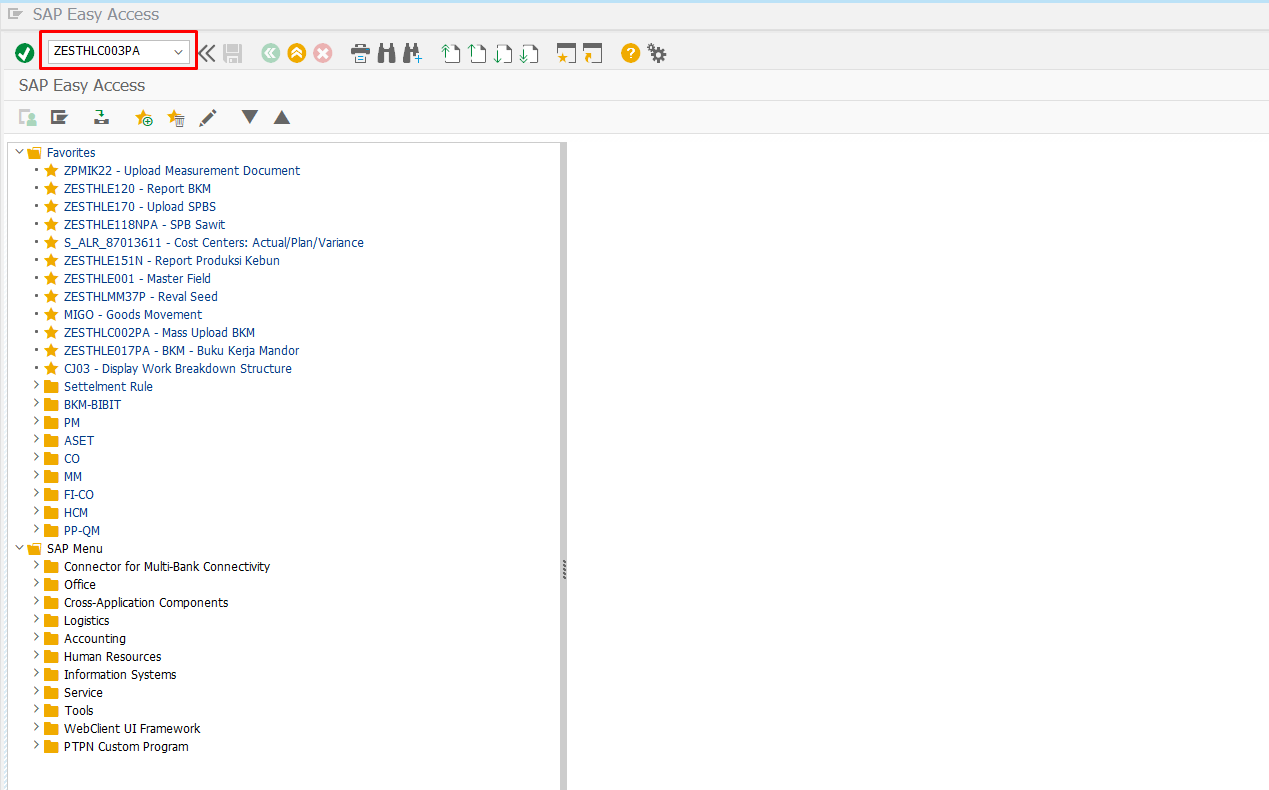 SAP Easy Access
ZESTHLC003PA
SAP Easy Access
Favorites
ZPMIK22 - Upload Measurement Document
ZESTHLE120 - Report BKM
ZESTHLE170 - Upload SPBS
ZESTHLE118NPA - SPB Sawit
S_ALR_87013611 - Cost Centers: Actual/Plan/Variance
ZESTHLE151N - Report Produksi Kebun
ZESTHLE001 - Master Field
ZESTHLMM37P - Reval Seed
MIGO - Goods Movement
ZESTHLC002PA - Mass Upload BKM
ZESTHLE017PA - BKM - Buku Kerja Mandor
CJ03 - Display Work Breakdown Structure
Settelment Rule
BKM-BIBIT
PM
ASET
CO
MM
FI-CO
HCM
PP-QM
SAP Menu
Connector for Multi-Bank Connectivity
Office
Cross-Application Components
Logistics
Accounting
Human Resources
Information Systems
Service
Tools
WebClient UI Framework
PTPN Custom Program